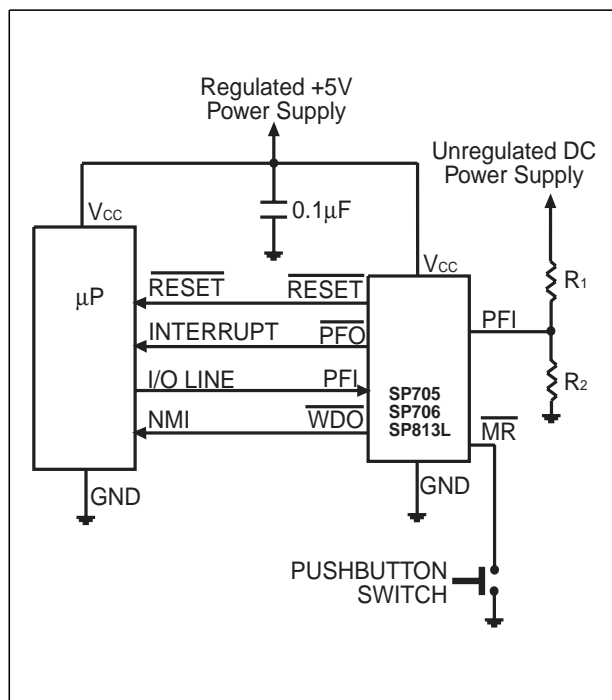 Regulated +5V
Power Supply
Unregulated DC
Power Supply
0.1µF
VCC
VCC
µP
RESET RESET
R1
INTERRUPT PFO
PFI
I/O LINE PFI
SP705
SP706
SP813L
R2
NMI WDO
MR
GND
GND
PUSHBUTTON
SWITCH